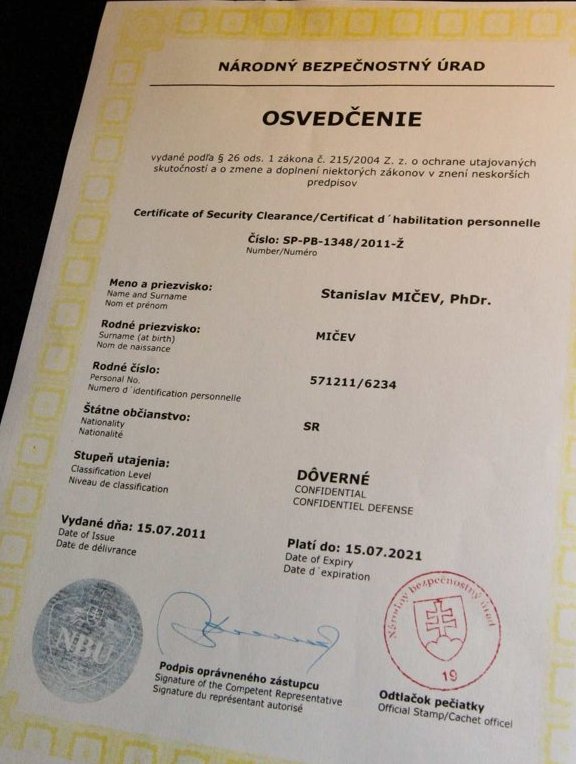 NÁRODNÝ BEZPEČNOSTNÝ ÚRAD
OSVEDČENIE
vydané podľa § 26 ods. 1 zákona č. 215/2004 Z. z. o ochrane utajovaných
skutočností a o zmene a doplnení niektorých zákonov v znení neskorších
predpisov
Certificate of Security Clearance/Certificat d´habilitation personnelle
Číslo: SP-PB-1348/2011-Ž
Number/Numéro
Meno a priezvisko:
Name and Surname
Nom et prénom
Stanislav MIČEV, PhDr.
Rodné priezvisko:
Surname (at birth)
Nom de naissance
MIČEV
Rodné číslo:
Personal No.
Numero d´identification personnelle
571211/6234
Štátne občianstvo:
Nationality
Nationalité
SR
Stupeň utajenia:
Classification Level
Niveau de classification
DÔVERNÉ
CONFIDENTIAL
CONFIDENTIEL DEFENSE
Vydané dňa: 15.07.2011
Date of Issue
Date de délivrance
Platí do: 15.07.2021
Date of Expiry
Date d´expiration
NBÚ
Podpis oprávneného zástupcu
Signature of the Competent Representative
Signature du représentant autorisé
Národný bezpečnostný úrad
19
Odtlačok pečiatky
Official Stamp/Cachet officel